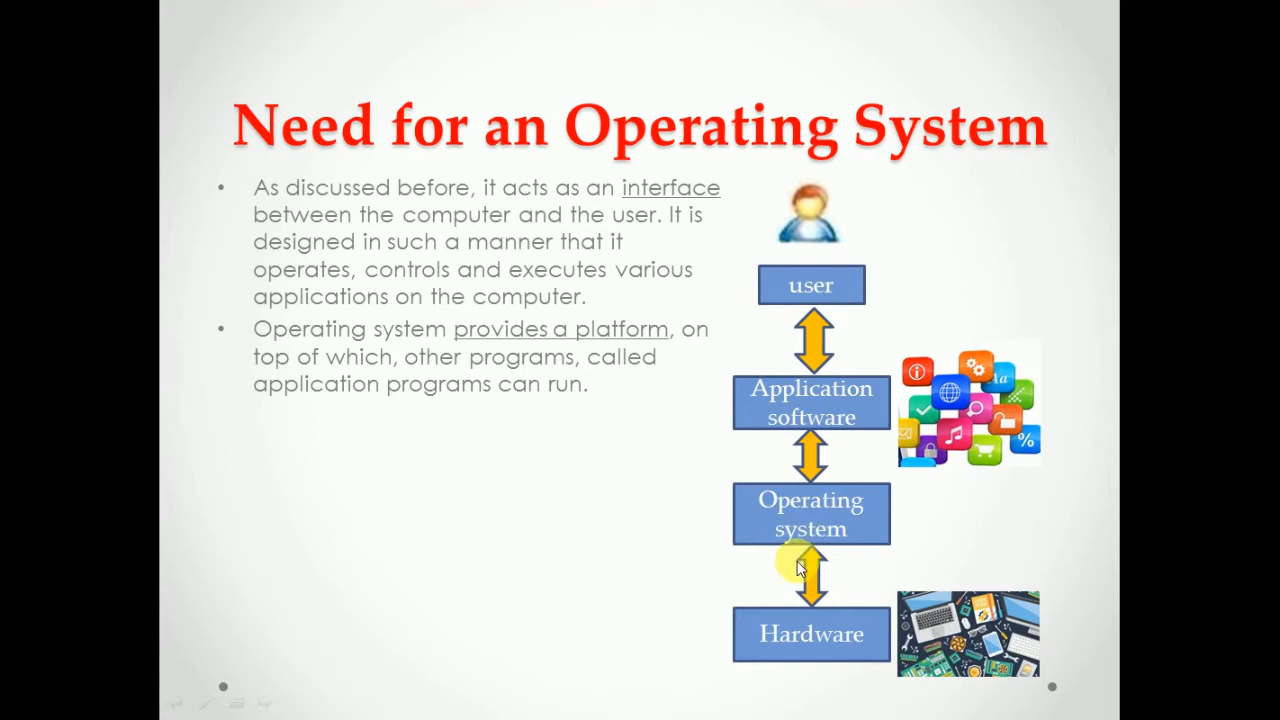 Need for an Operating System
• As discussed before, it acts as an interface
between the computer and the user. It is
designed in such a manner that it
operates, controls and executes various
applications on the computer.
• Operating system provides a platform, on
top of which, other programs, called
application programs can run.
user
Application
software
Aa
%
Operating
system
Hardware